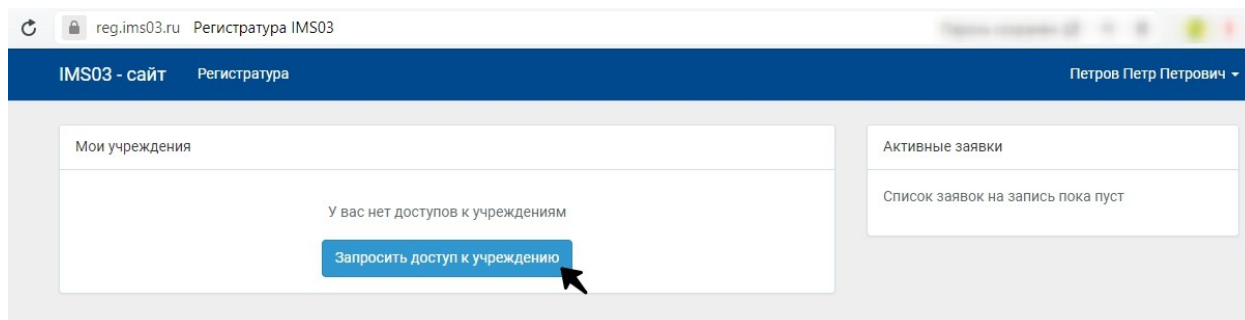 reg.ims03.ru Регистратура IMS03
IMS03 - сайт Регистратура Петров Петр Петрович
Мои учреждения
У вас нет доступов к учреждениям
Запросить доступ к учреждению
Активные заявки
Список заявок на запись пока пуст